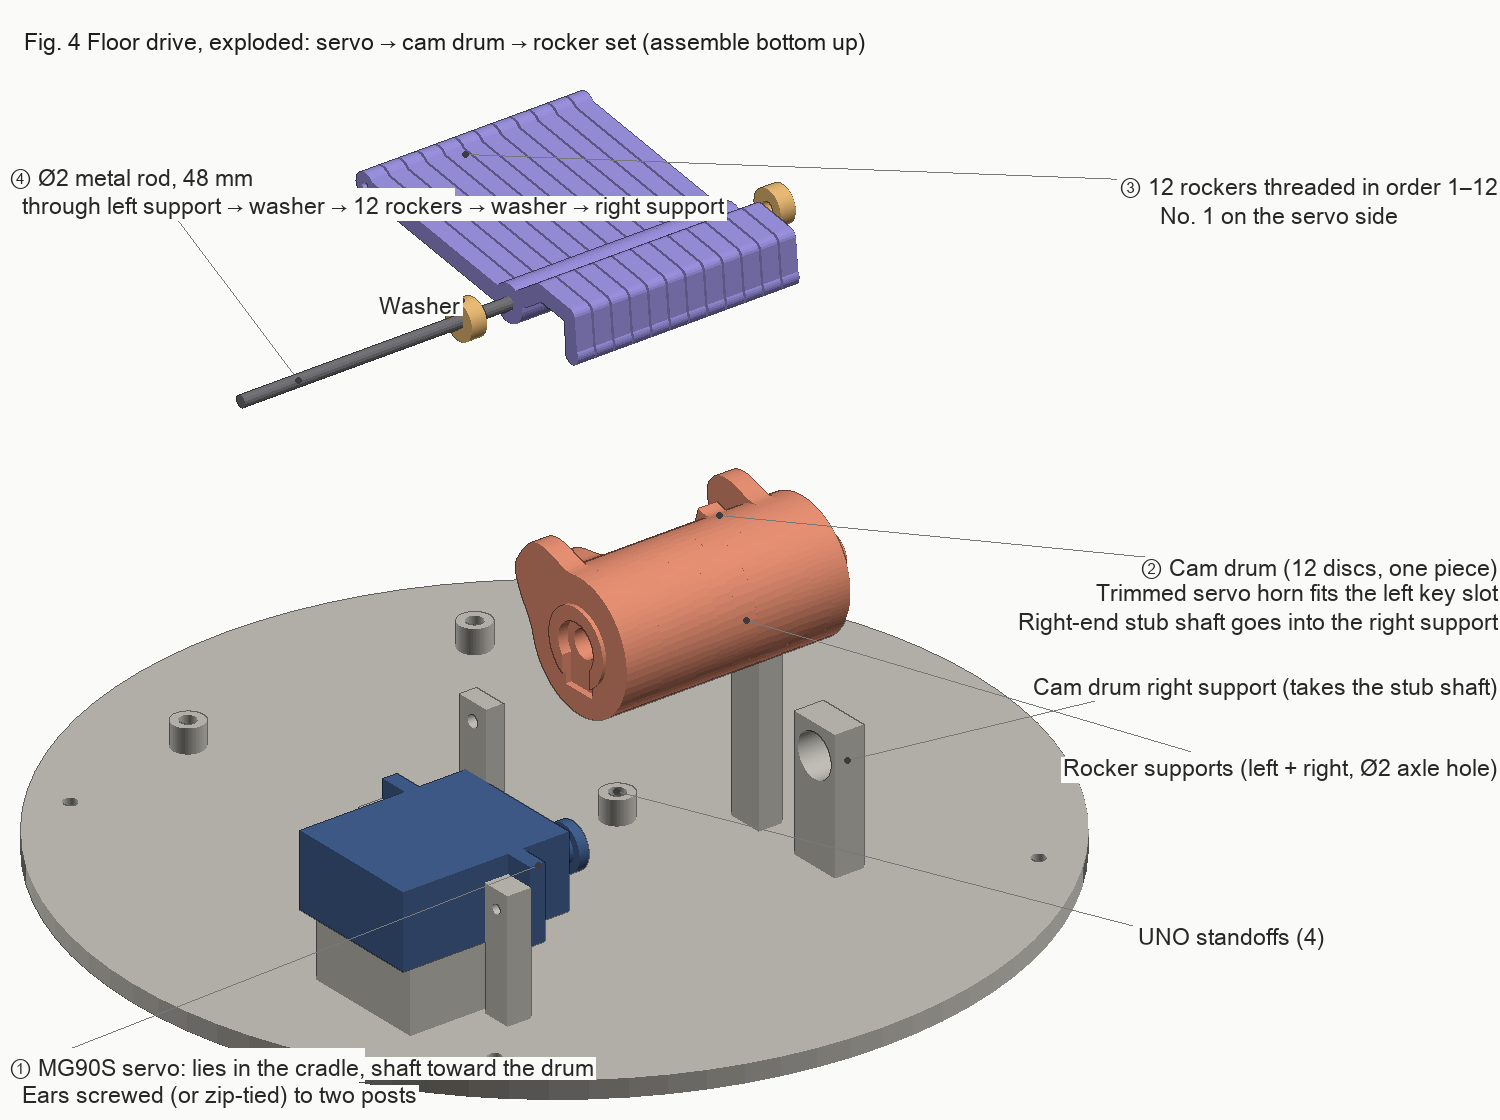 Fig. 4 Floor drive, exploded: servo → cam drum → rocker set (assemble bottom up)
④ Ø2 metal rod, 48 mm
through left support → washer → 12 rockers → washer → right support
③ 12 rockers threaded in order 1–12
No. 1 on the servo side
Washer
② Cam drum (12 discs, one piece)
Trimmed servo horn fits the left key slot
Right-end stub shaft goes into the right support
Cam drum right support (takes the stub shaft)
Rocker supports (left + right, Ø2 axle hole)
UNO standoffs (4)
① MG90S servo: lies in the cradle, shaft toward the drum
Ears screwed (or zip-tied) to two posts